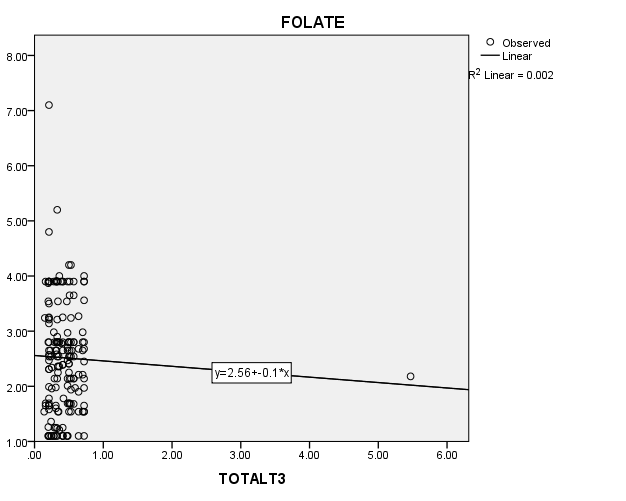 FOLATE
Observed
Linear
R2 Linear = 0.002
8.00
7.00
6.00
5.00
4.00
3.00
2.00
1.00
y=2.56+-0.1*x
.00 1.00 2.00 3.00 4.00 5.00 6.00
TOTALT3